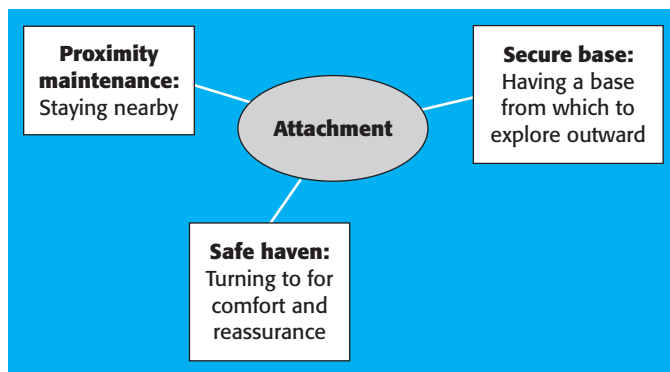 Proximity
maintenance:
Staying nearby
Attachment
Secure base:
Having a base
from which to
explore outward
Safe haven:
Turning to for
comfort and
reassurance